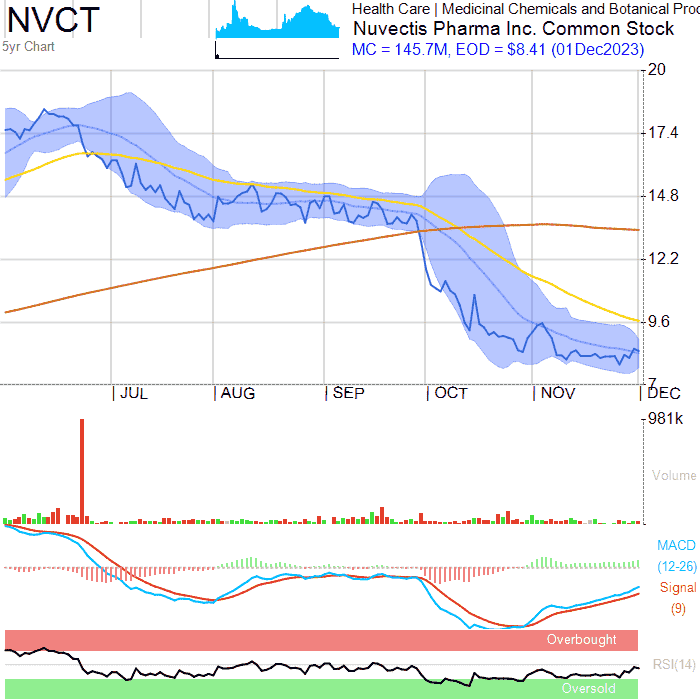 NVCT
5yr Chart
Health Care | Medicinal Chemicals and Botanical Proc
Nuvectis Pharma Inc. Common Stock
MC = 145.7M, EOD = $8.41 (01Dec2023)
20
17.4
14.8
12.2
9.6
7
JUL
AUG
SEP
OCT
NOV
DEC
981k
Volume
MACD
(12-26)
Signal
(9)
Overbought
RSI(14)
Oversold